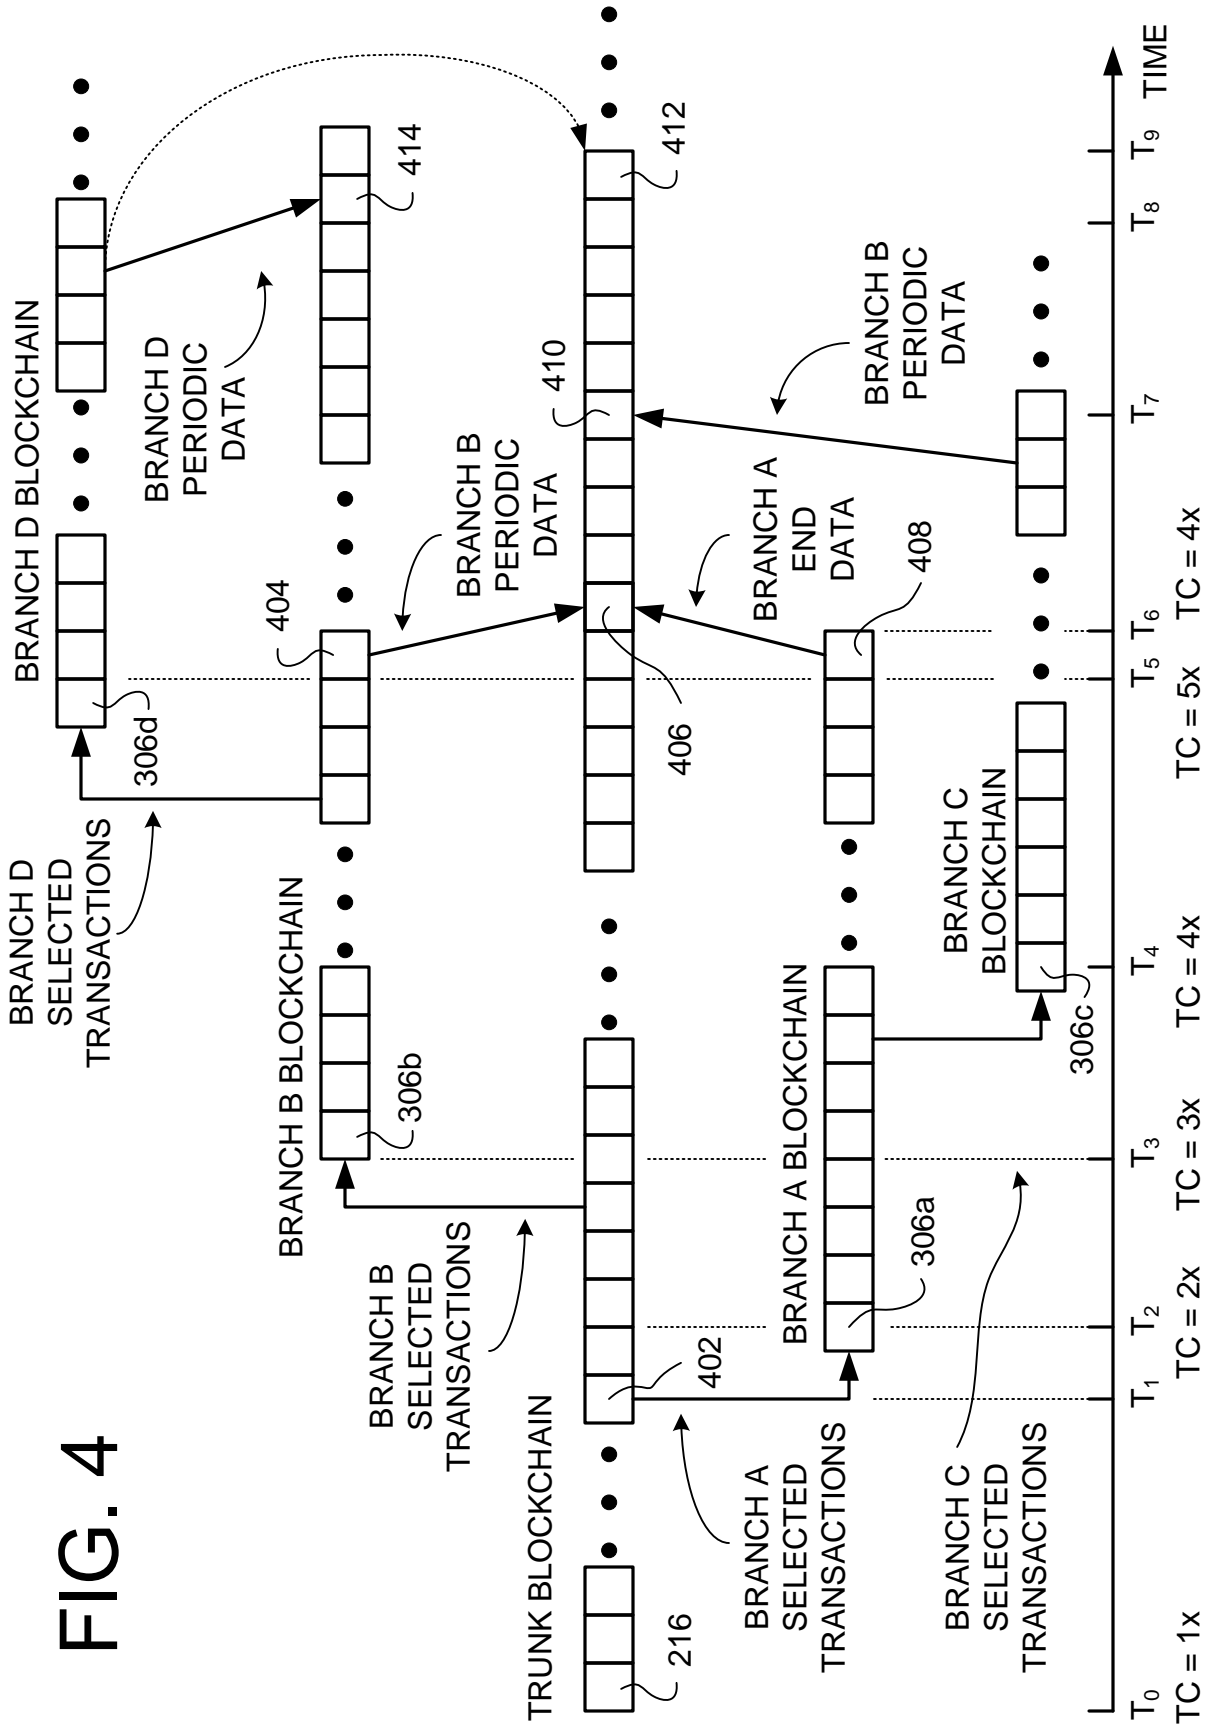 FIG. 4
BRANCH D
SELECTED
TRANSACTIONS
306d
BRANCH D BLOCKCHAIN
BRANCH D
PERIODIC
DATA
BRANCH B BLOCKCHAIN
306b
404
414
BRANCH B
SELECTED
TRANSACTIONS
BRANCH B
PERIODIC
DATA
TRUNK BLOCKCHAIN
216
402
406
410
412
BRANCH A
SELECTED
TRANSACTIONS
BRANCH A BLOCKCHAIN
306a
BRANCH A
END
DATA
408
BRANCH B
PERIODIC
DATA
BRANCH C
SELECTED
TRANSACTIONS
BRANCH C
BLOCKCHAIN
306c
T0 T1 T2 T3 T4 T5 T6 T7 T8 T9 TIME
TC = 1x TC = 2x TC = 3x TC = 4x TC = 5x TC = 4x